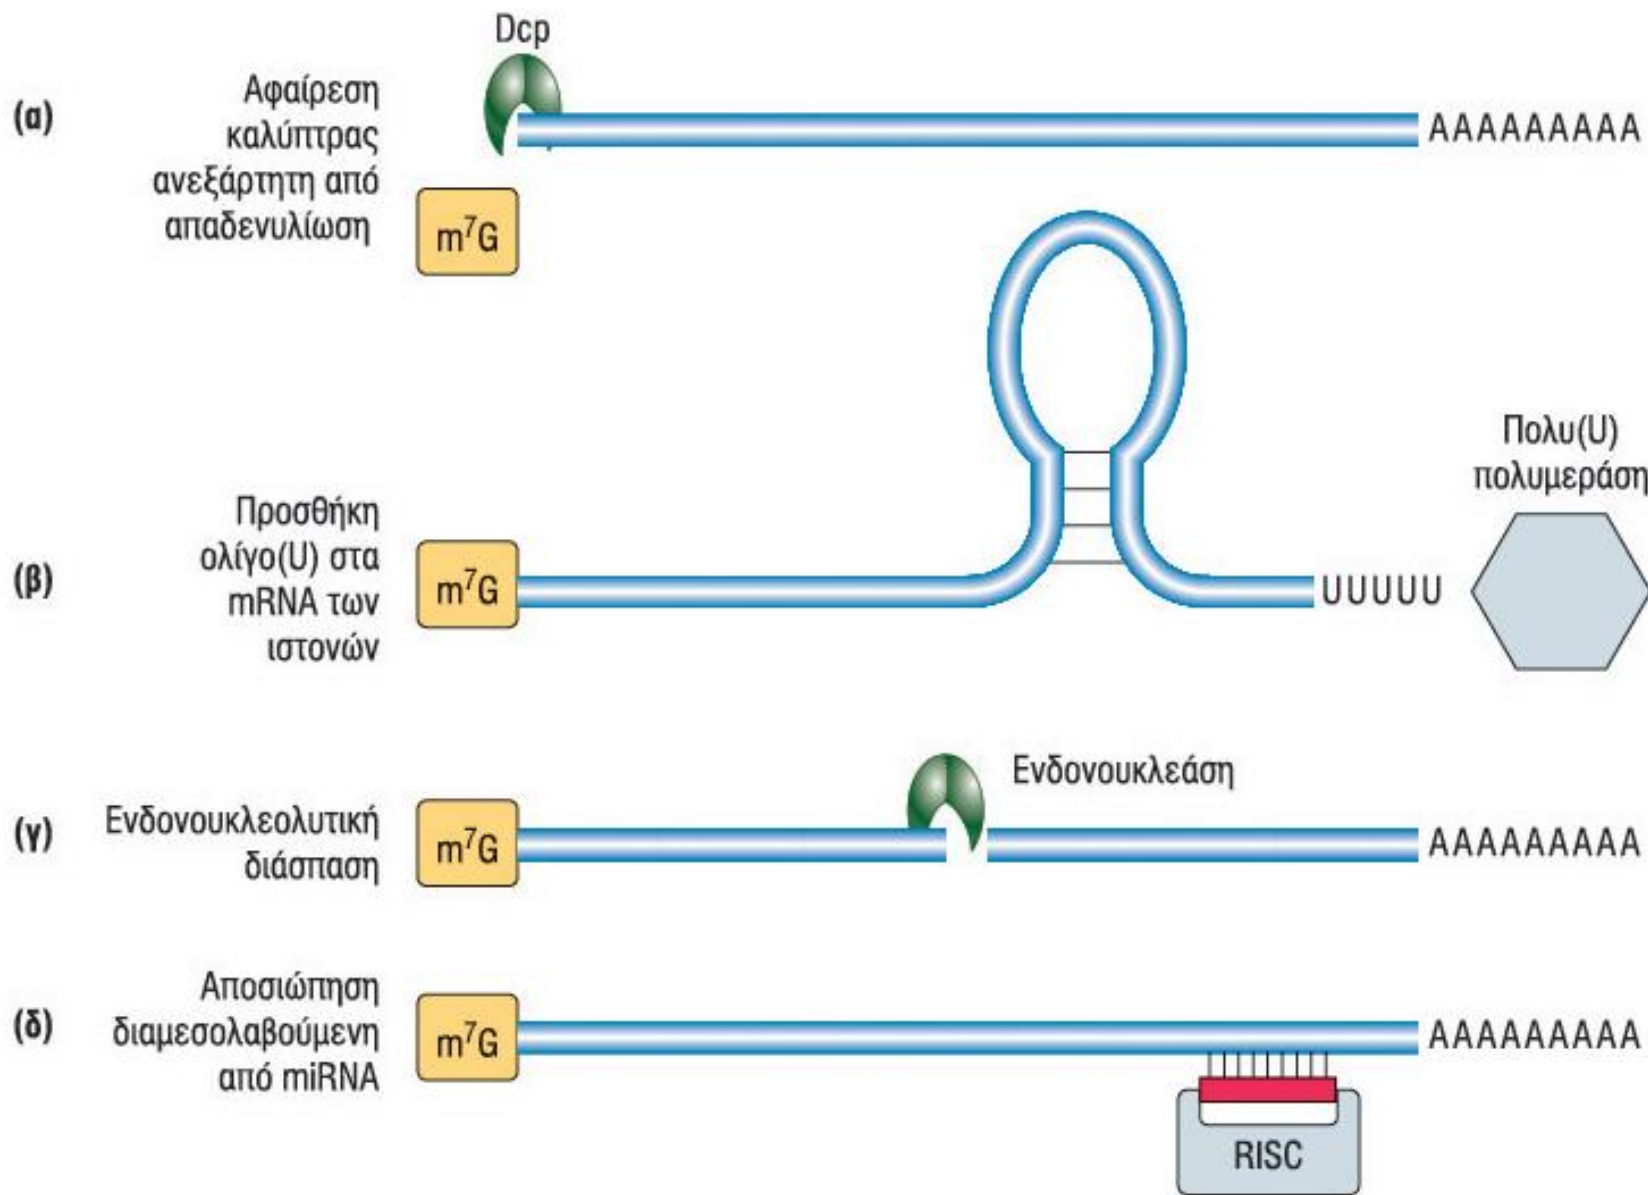 Dcp
(α)
Αφαίρεση
καλύπτρας
ανεξάρτητη από
απαδενυλίωση
m⁷G
AAAAAAAAA
(β)
Προσθήκη
ολίγο(U) στα
mRNA των
ιστονών
m⁷G
UUUUU
Πολυ(U)
πολυμεράση
(γ)
Ενδονουκλεολυτική
διάσπαση
m⁷G
Ενδονουκλεάση
AAAAAAAAA
(δ)
Αποσιώπηση
διαμεσολαβούμενη
από miRNA
m⁷G
AAAAAAAAA
RISC